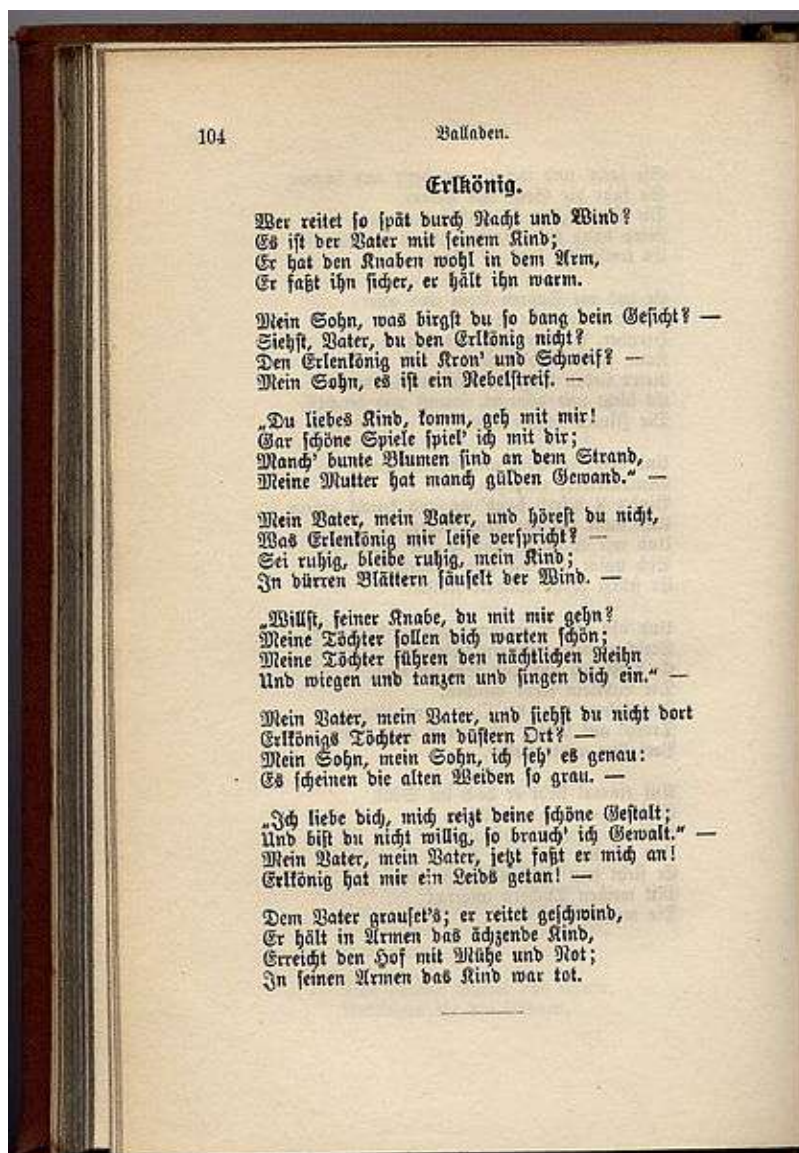 104 Balladen.
Erlkönig.
Wer reitet so spät durch Nacht und Wind?
Es ist der Vater mit seinem Kind;
Er hat den Knaben wohl in dem Arm,
Er faßt ihn sicher, er hält ihn warm.
Mein Sohn, was birgst du so bang dein Gesicht? —
Siehst, Vater, du den Erlkönig nicht?
Den Erlenkönig mit Kron' und Schweif? —
Mein Sohn, es ist ein Nebelstreif. —
„Du liebes Kind, komm, geh mit mir!
Gar schöne Spiele spiel' ich mit dir;
Manch' bunte Blumen sind an dem Strand,
Meine Mutter hat manch gülden Gewand.“ —
Mein Vater, mein Vater, und hörest du nicht,
Was Erlenkönig mir leise verspricht? —
Sei ruhig, bleibe ruhig, mein Kind;
In dürren Blättern säuselt der Wind. —
„Willst, feiner Knabe, du mit mir gehn?
Meine Töchter sollen dich warten schön;
Meine Töchter führen den nächtlichen Reihn
Und wiegen und tanzen und singen dich ein.“ —
Mein Vater, mein Vater, und siehst du nicht dort
Erlkönigs Töchter am düstern Ort? —
Mein Sohn, mein Sohn, ich seh' es genau:
Es scheinen die alten Weiden so grau. —
„Ich liebe dich, mich reizt deine schöne Gestalt;
Und bist du nicht willig, so brauch' ich Gewalt.“ —
Mein Vater, mein Vater, jetzt faßt er mich an!
Erlkönig hat mir ein Leids getan! —
Dem Vater grauset's; er reitet geschwind,
Er hält in Armen das ächzende Kind,
Erreicht den Hof mit Mühe und Not;
In seinen Armen das Kind war tot.